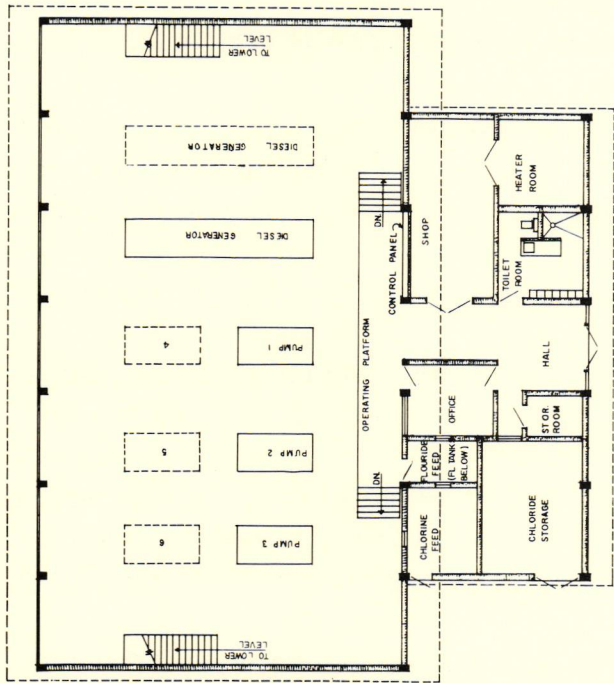 TO LOWER
LEVEL
DIESEL GENERATOR
DIESEL GENERATOR
4
PUMP 1
5
PUMP 2
6
PUMP 3
TO LOWER
LEVEL
OPERATING PLATFORM
CONTROL PANEL
DN.
DN.
SHOP
HEATER
ROOM
TOILET
ROOM
HALL
OFFICE
STOR.
ROOM
FLOURIDE
FEED
(FL TANK
BELOW)
CHLORINE
FEED
CHLORIDE
STORAGE